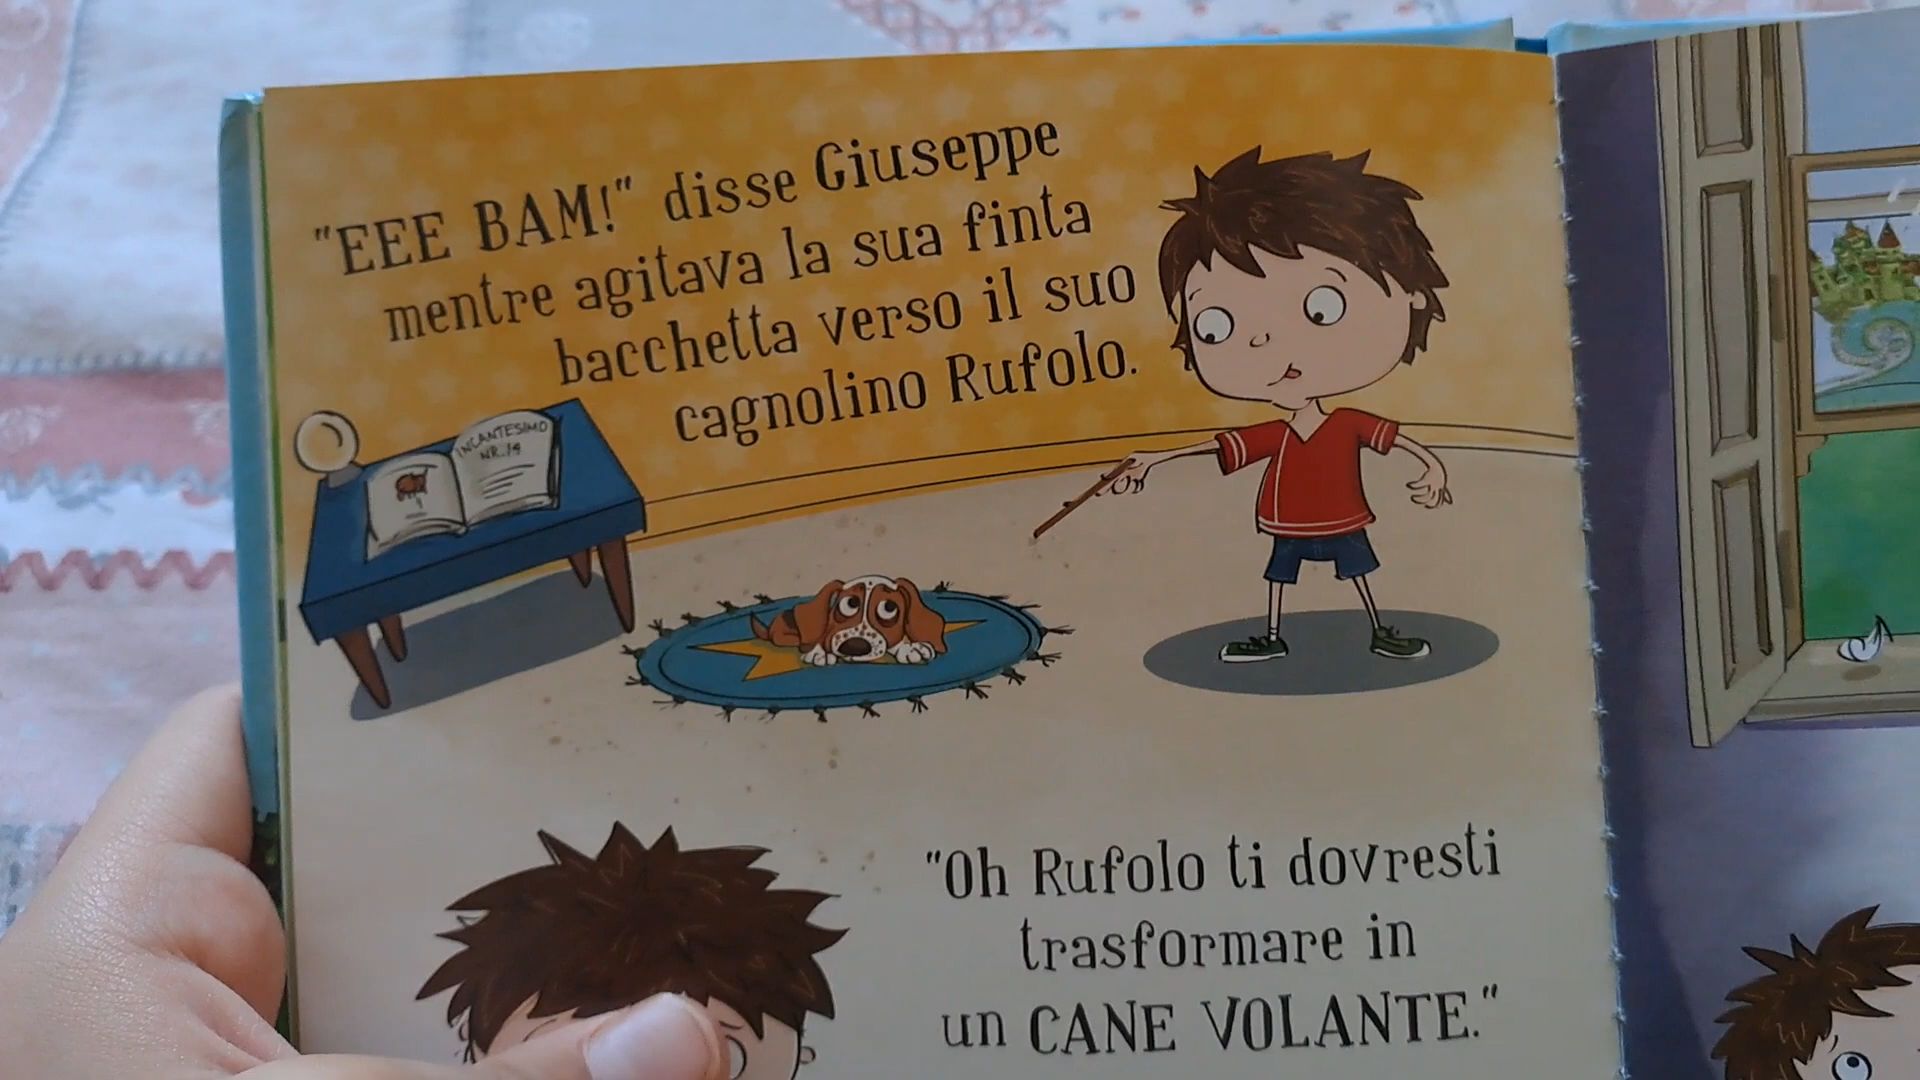 "EEE BAM!" disse Giuseppe
mentre agitava la sua finta
bacchetta verso il suo
cagnolino Rufolo.
INCANTESIMO
NR. 14
"Oh Rufolo ti dovresti
trasformare in
un CANE VOLANTE."